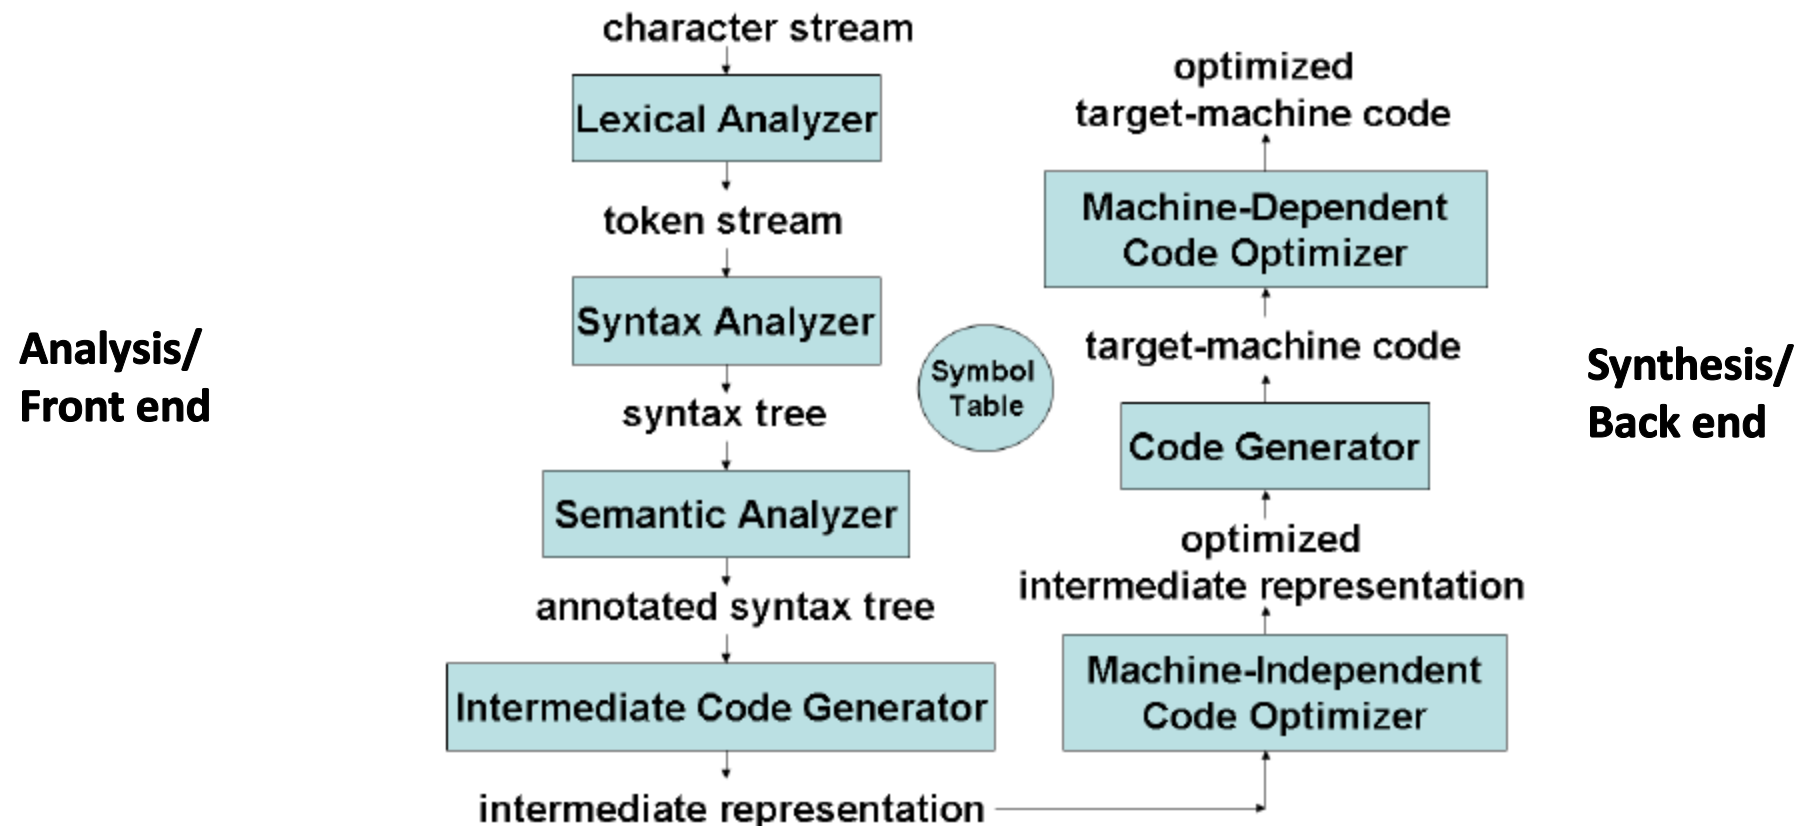 Analysis/
Front end
character stream
Lexical Analyzer
token stream
Syntax Analyzer
syntax tree
Semantic Analyzer
annotated syntax tree
Intermediate Code Generator
intermediate representation
Symbol
Table
optimized
target-machine code
Machine-Dependent
Code Optimizer
target-machine code
Code Generator
optimized
intermediate representation
Machine-Independent
Code Optimizer
Synthesis/
Back end